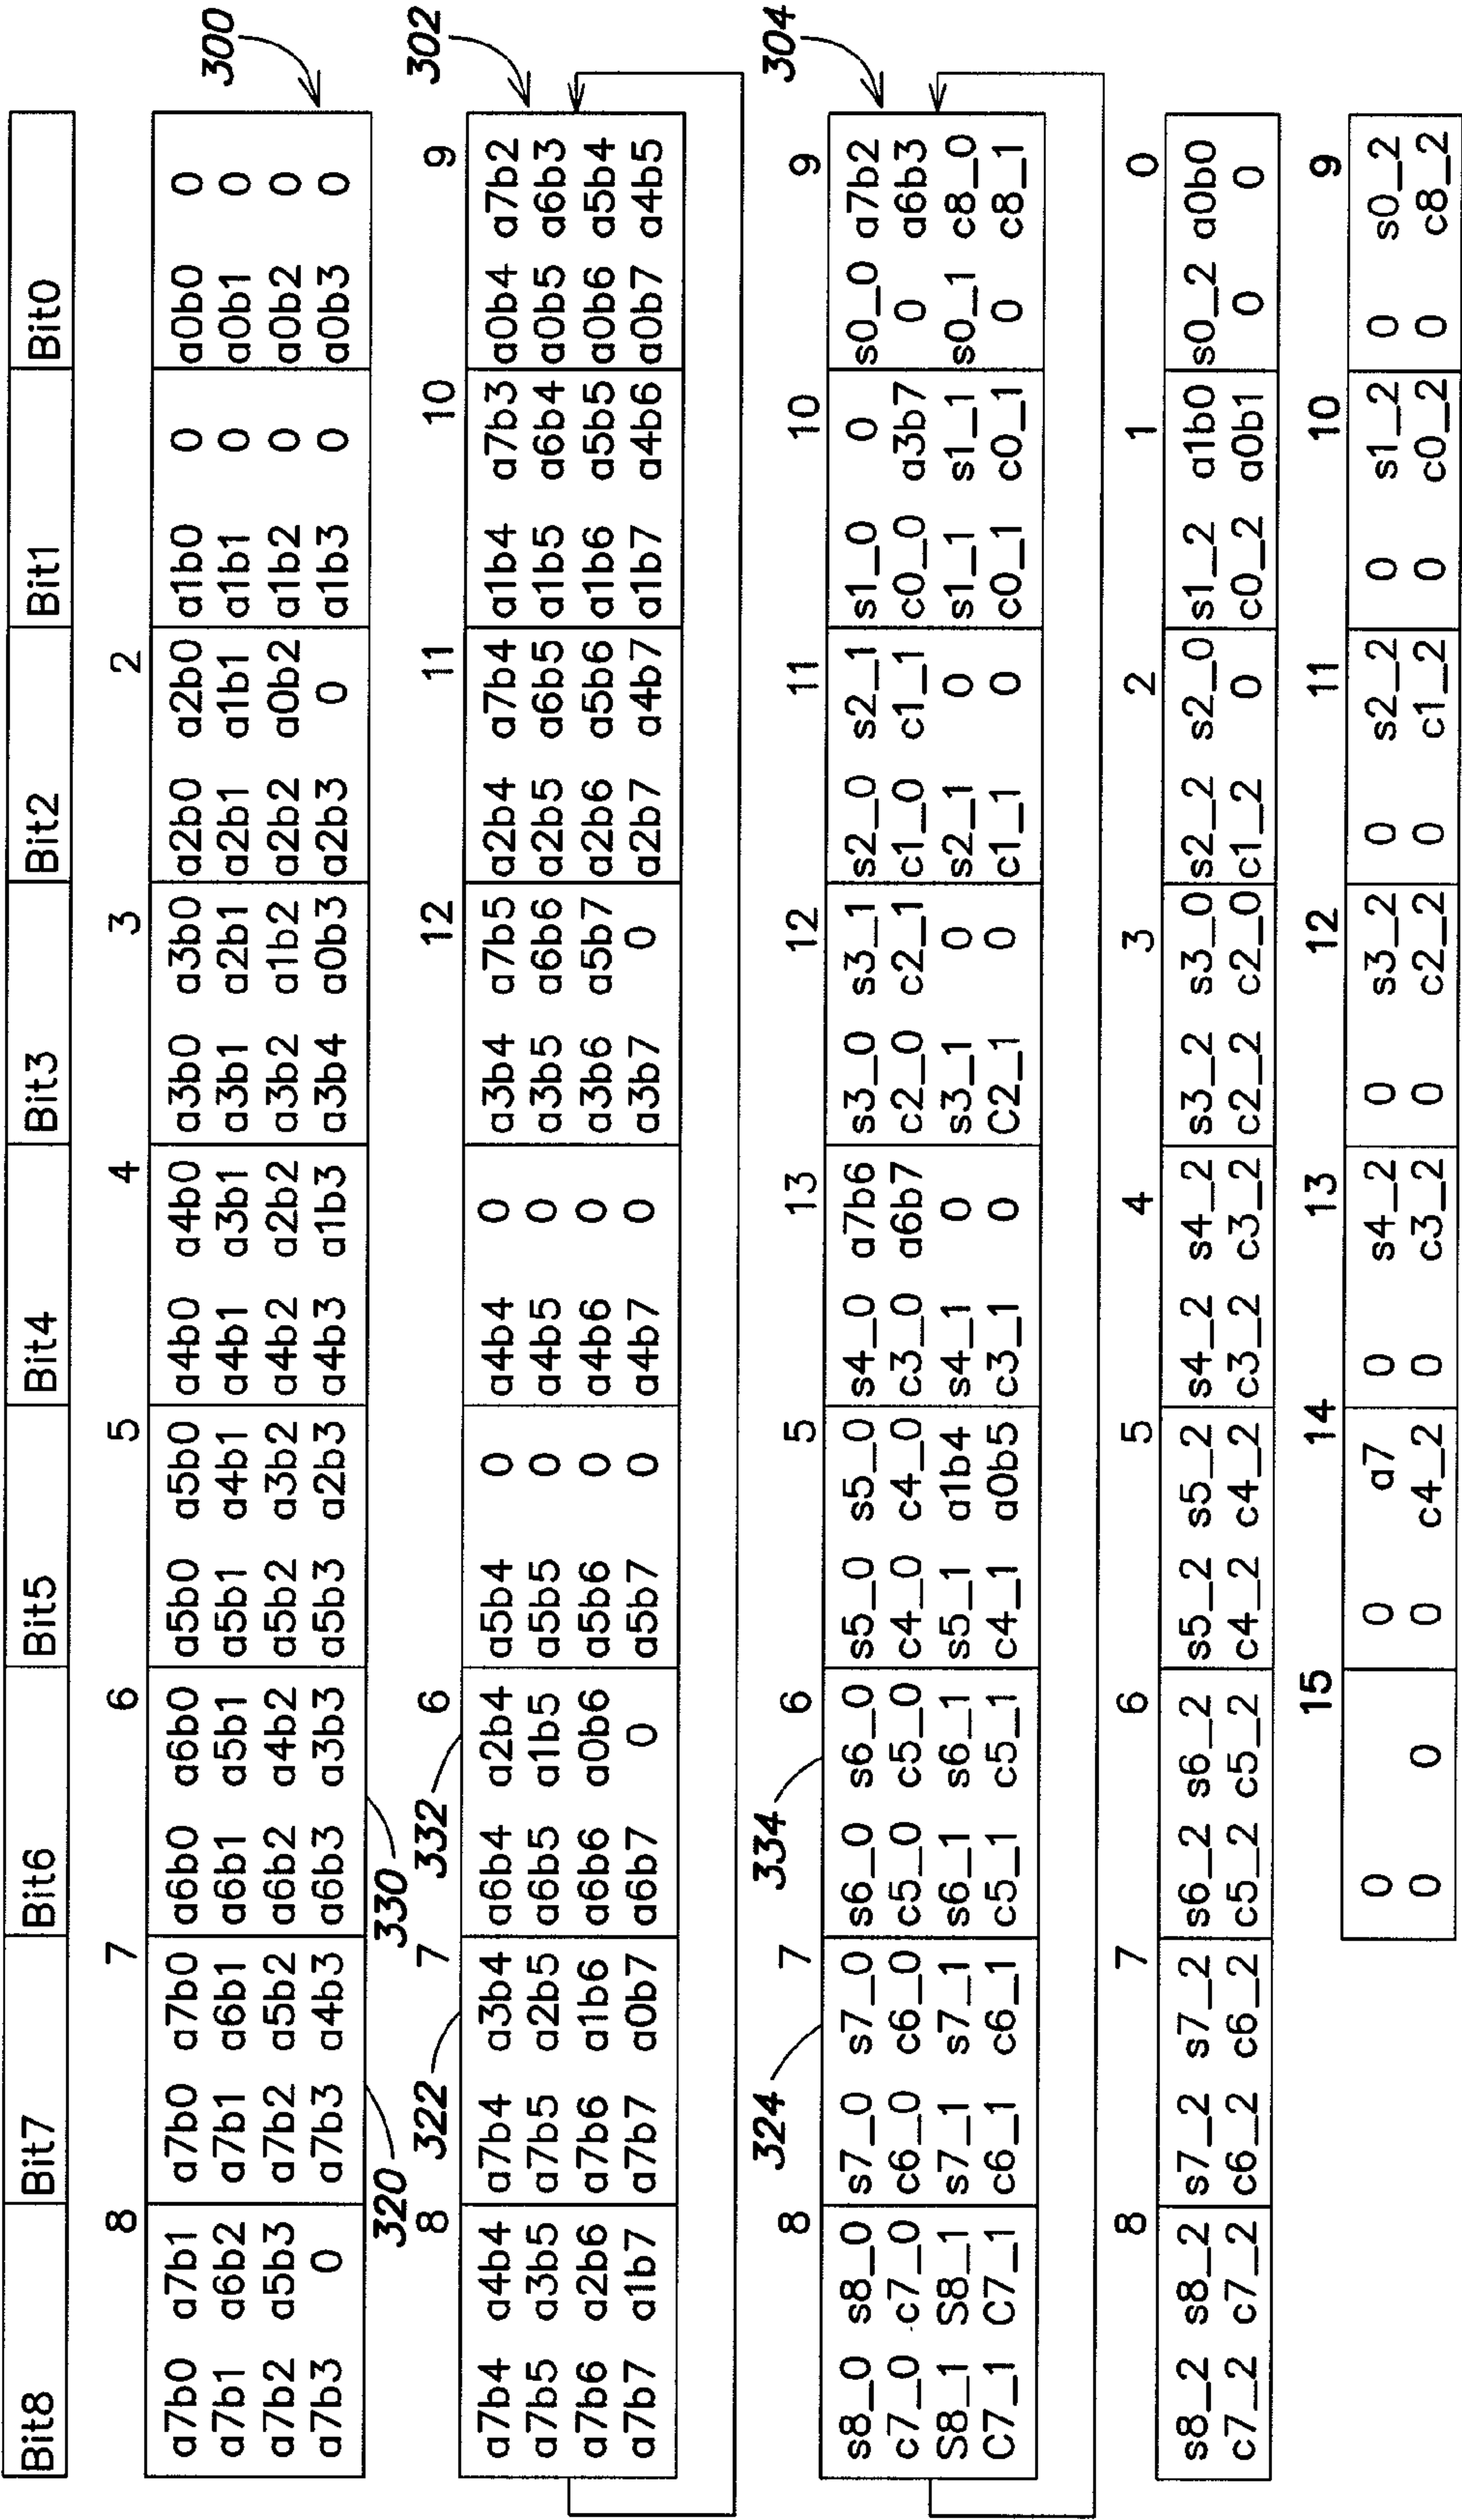 Bit8 Bit7 Bit6 Bit5 Bit4 Bit3 Bit2 Bit1 Bit0
8 7 6 5 4 3 2 300
a7b0 a7b1 a7b0 a7b0 a6b0 a6b0 a5b0 a5b0 a4b0 a4b0 a3b0 a3b0 a2b0 a2b0 a1b0 0 a0b0 0
a7b1 a6b2 a7b1 a6b1 a6b1 a5b1 a5b1 a4b1 a4b1 a3b1 a3b1 a2b1 a2b1 a1b1 a1b1 0 a0b1 0
a7b2 a5b3 a7b2 a5b2 a6b2 a4b2 a5b2 a3b2 a4b2 a2b2 a3b2 a1b2 a2b2 a0b2 a1b2 0 a0b2 0
a7b3 0 a7b3 a4b3 a6b3 a3b3 a5b3 a2b3 a4b3 a1b3 a3b4 a0b3 a2b3 0 a1b3 0 a0b3 0
320 330
8 322 7 332 6 12 11 10 9 302
a7b4 a4b4 a7b4 a3b4 a6b4 a2b4 a5b4 0 a4b4 0 a3b4 a7b5 a2b4 a7b4 a1b4 a7b3 a0b4 a7b2
a7b5 a3b5 a7b5 a2b5 a6b5 a1b5 a5b5 0 a4b5 0 a3b5 a6b6 a2b5 a6b5 a1b5 a6b4 a0b5 a6b3
a7b6 a2b6 a7b6 a1b6 a6b6 a0b6 a5b6 0 a4b6 0 a3b6 a5b7 a2b6 a5b6 a1b6 a5b5 a0b6 a5b4
a7b7 a1b7 a7b7 a0b7 a6b7 0 a5b7 0 a4b7 0 a3b7 0 a2b7 a4b7 a1b7 a4b6 a0b7 a4b5
324 334 304
8 7 6 5 13 12 11 10 9
s8_0 s8_0 s7_0 s7_0 s6_0 s6_0 s5_0 s5_0 s4_0 a7b6 s3_0 s3_1 s2_0 s2_1 s1_0 0 s0_0 a7b2
c7_0 c7_0 c6_0 c6_0 c5_0 c5_0 c4_0 c4_0 c3_0 a6b7 c2_0 c2_1 c1_0 c1_1 c0_0 a3b7 0 a6b3
S8_1 S8_1 s7_1 s7_1 s6_1 s6_1 s5_1 a1b4 s4_1 0 s3_1 0 s2_1 0 s1_1 s1_1 s0_1 c8_0
C7_1 C7_1 c6_1 c6_1 c5_1 c5_1 c4_1 a0b5 c3_1 0 C2_1 0 c1_1 0 c0_1 c0_1 0 c8_1
8 7 6 5 4 3 2 1 0
s8_2 s8_2 s7_2 s7_2 s6_2 s6_2 s5_2 s5_2 s4_2 s4_2 s3_2 s3_0 s2_2 s2_0 s1_2 a1b0 s0_2 a0b0
c7_2 c7_2 c6_2 c6_2 c5_2 c5_2 c4_2 c4_2 c3_2 c3_2 c2_2 c2_0 c1_2 0 c0_2 a0b1 0 0
15 14 13 12 11 10 9
0 0 a7 0 s4_2 0 s3_2 0 s2_2 0 s1_2 0 s0_2
0 0 0 c4_2 0 c3_2 0 c2_2 0 c1_2 0 c0_2 0 c8_2